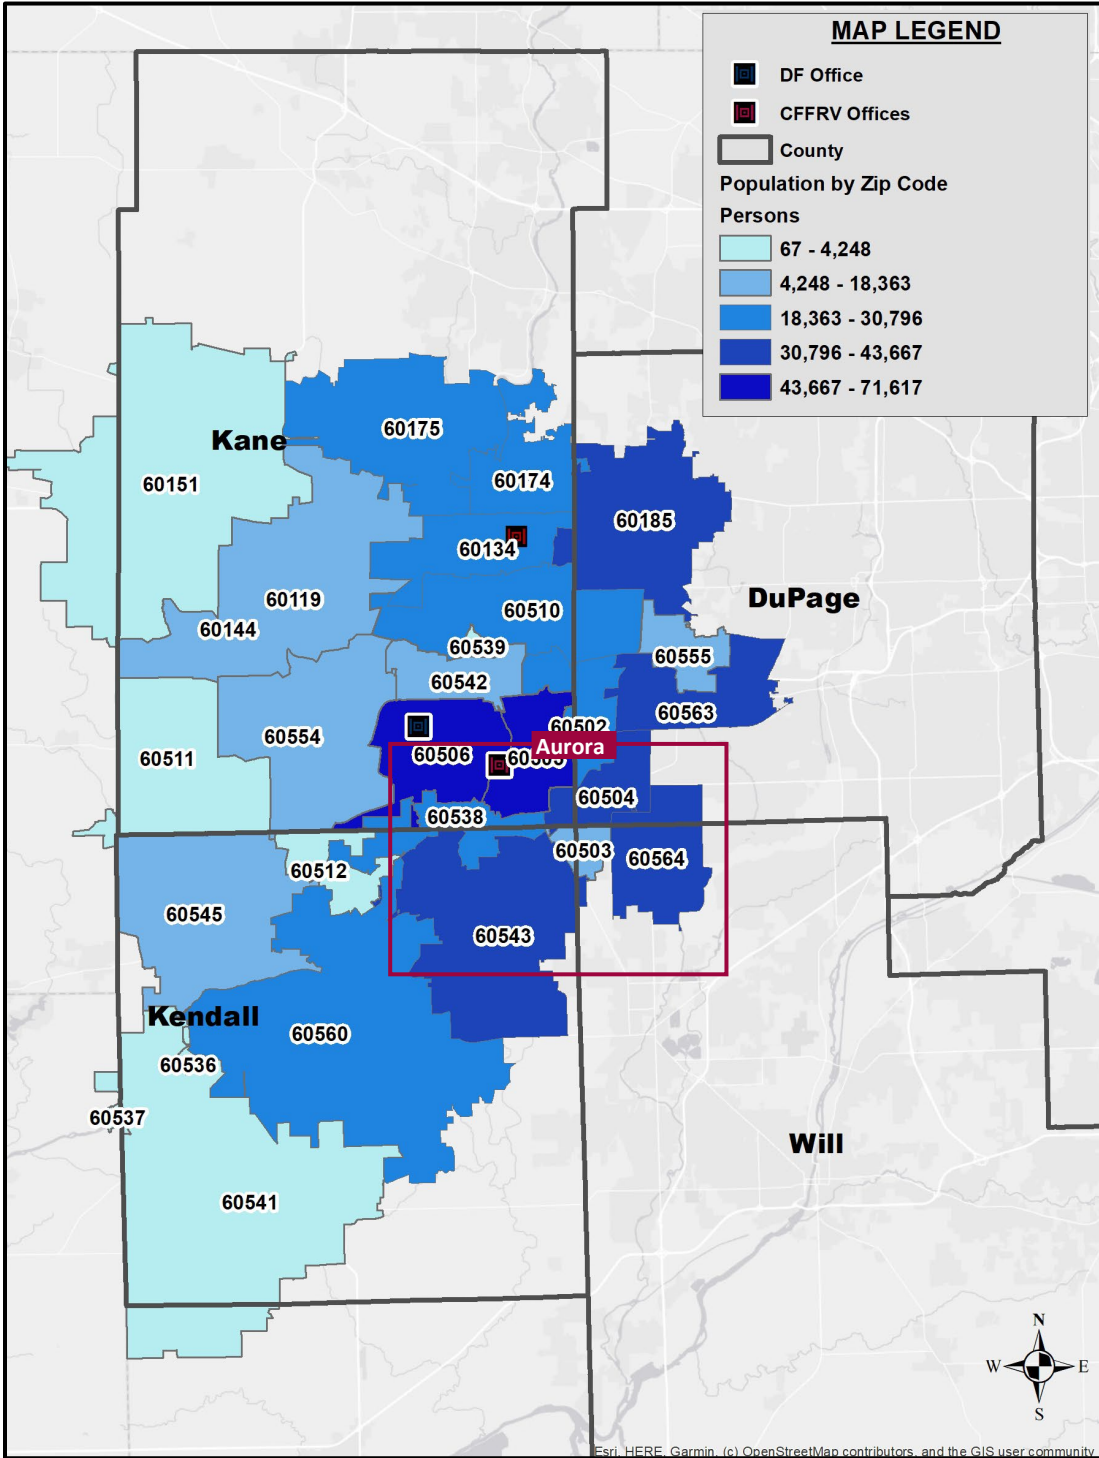 MAP LEGEND
DF Office
CFFRV Offices
County
Population by Zip Code
Persons
67 - 4,248
4,248 - 18,363
18,363 - 30,796
30,796 - 43,667
43,667 - 71,617
60175
Kane
60151
60174
60185
60134
60119
60510
DuPage
60144
60539
60555
60542
60563
60502
60554
60506
Aurora
60511
60504
60538
60503
60564
60512
60545
60543
Kendall
60560
60536
60537
Will
60541
N
W E
S
Esri, HERE, Garmin, (c) OpenStreetMap contributors, and the GIS user community